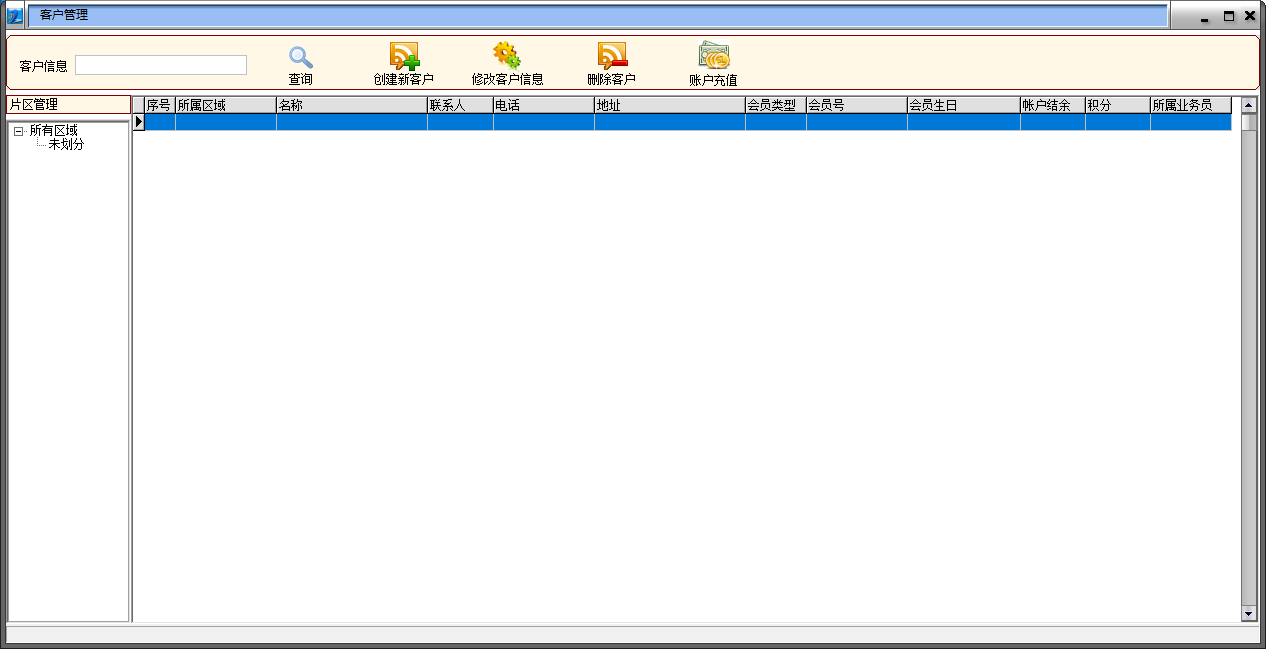 客户管理
客户信息
查询
创建新客户
修改客户信息
删除客户
账户充值
片区管理
序号 所属区域 名称 联系人 电话 地址 会员类型 会员号 会员生日 帐户结余 积分 所属业务员
所有区域
未划分